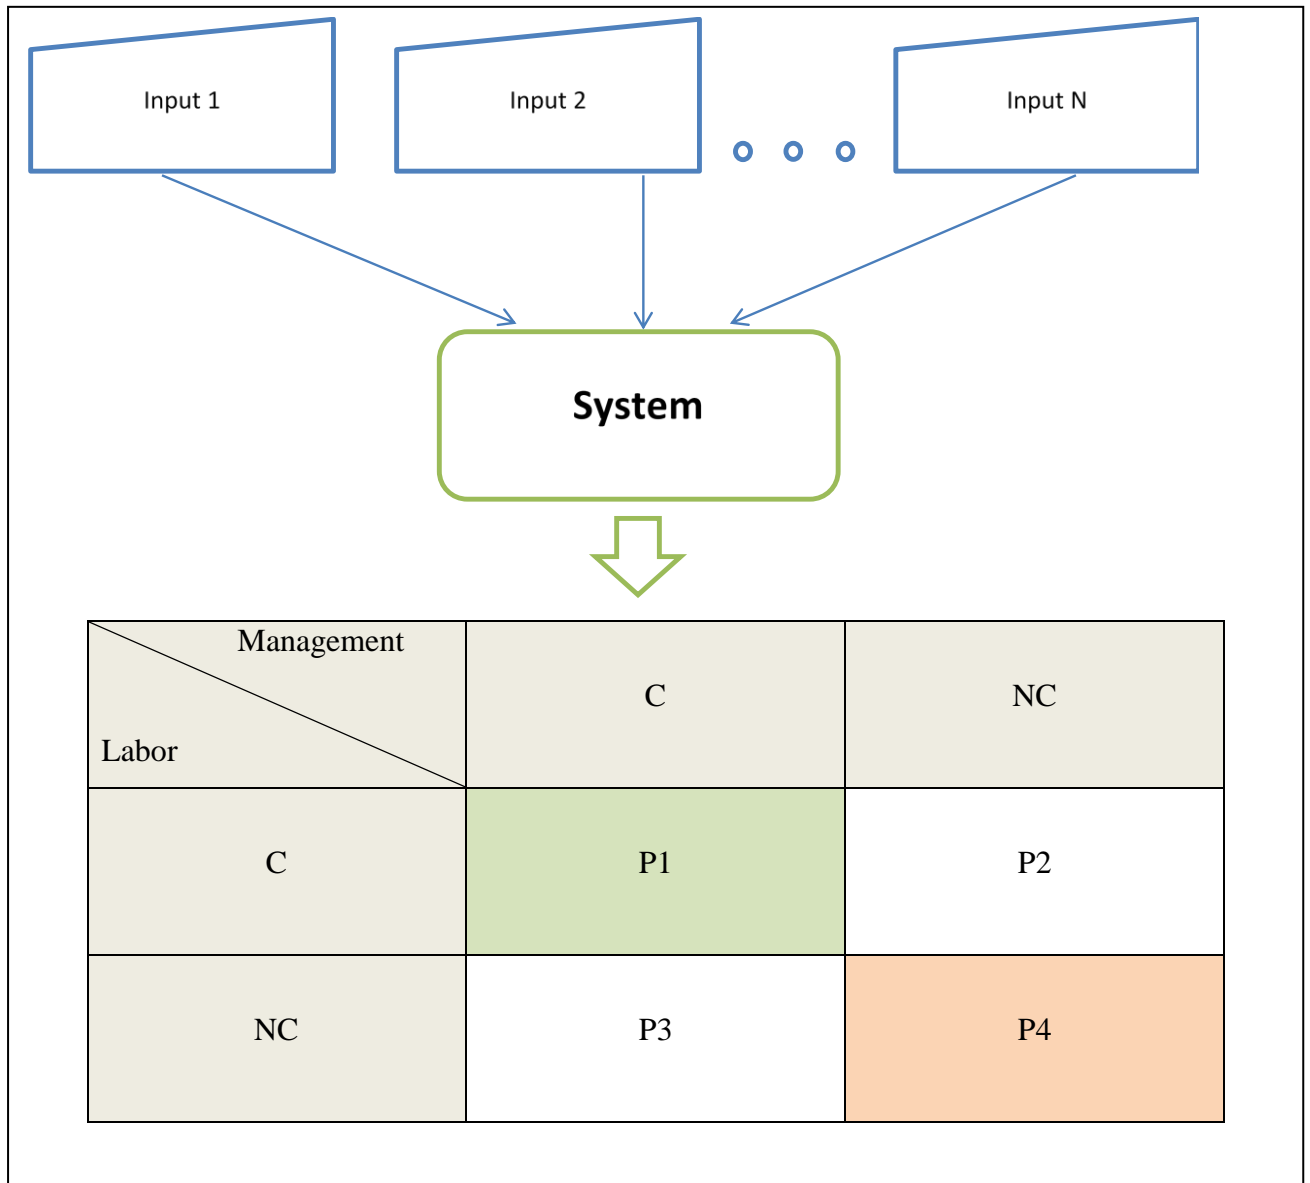 Input 1
Input 2
Input N
System
Management
Labor
C
NC
C
P1
P2
NC
P3
P4